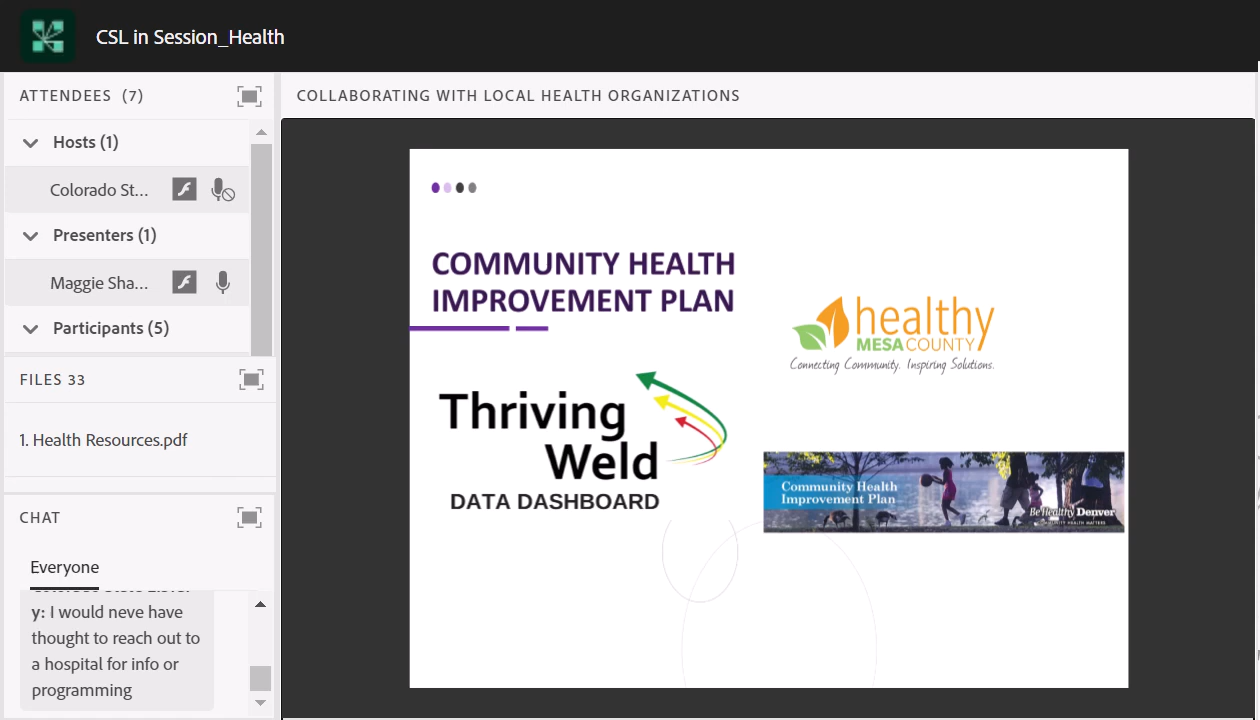 CSL in Session_Health
ATTENDEES (7)
Hosts (1)
Colorado St...
Presenters (1)
Maggie Sha...
Participants (5)
FILES 33
1. Health Resources.pdf
CHAT
Everyone
y: I would neve have
thought to reach out to
a hospital for info or
programming
COLLABORATING WITH LOCAL HEALTH ORGANIZATIONS
COMMUNITY HEALTH
IMPROVEMENT PLAN
healthy
MESA COUNTY
Connecting Community. Inspiring Solutions.
Thriving
Weld
DATA DASHBOARD
Community Health
Improvement Plan
Be Healthy Denver
COMMUNITY HEALTH MATTERS